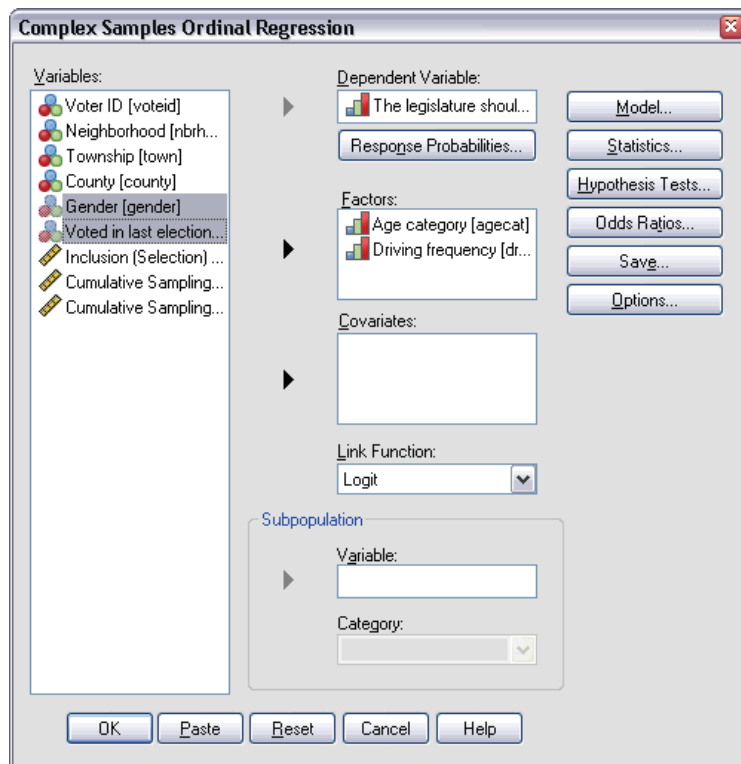 Complex Samples Ordinal Regression
Variables:
Voter ID [voteid]
Neighborhood [nbrh...
Township [town]
County [county]
Gender [gender]
Voted in last election...
Inclusion (Selection) ...
Cumulative Sampling...
Cumulative Sampling...
Dependent Variable:
The legislature shoul...
Response Probabilities...
Factors:
Age category [agecat]
Driving frequency [dr...
Covariates:
Link Function:
Logit
Subpopulation
Variable:
Category:
Model...
Statistics...
Hypothesis Tests...
Odds Ratios...
Save...
Options...
OK
Paste
Reset
Cancel
Help